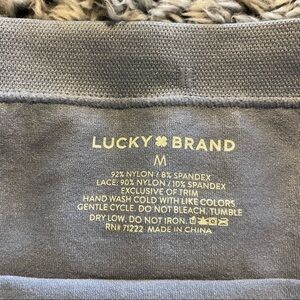 LUCKY BRAND
M
92% NYLON / 8% SPANDEX
LACE: 90% NYLON / 10% SPANDEX
EXCLUSIVE OF TRIM
HAND WASH COLD WITH LIKE COLORS
GENTLE CYCLE. DO NOT BLEACH. TUMBLE
DRY LOW. DO NOT IRON.
RN# 71222 MADE IN CHINA